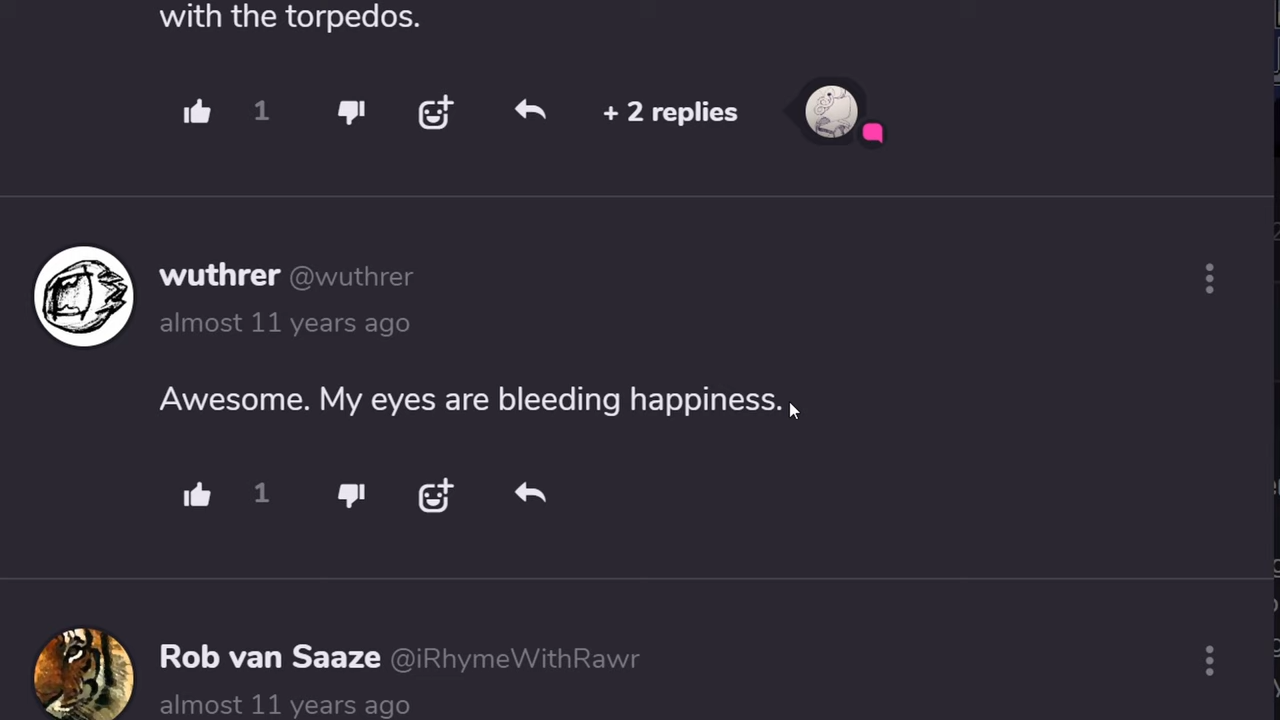 with the torpedos.
1 + 2 replies
wuthrer @wuthrer
almost 11 years ago
Awesome. My eyes are bleeding happiness.
1
Rob van Saaze @iRhymeWithRawr
almost 11 years ago